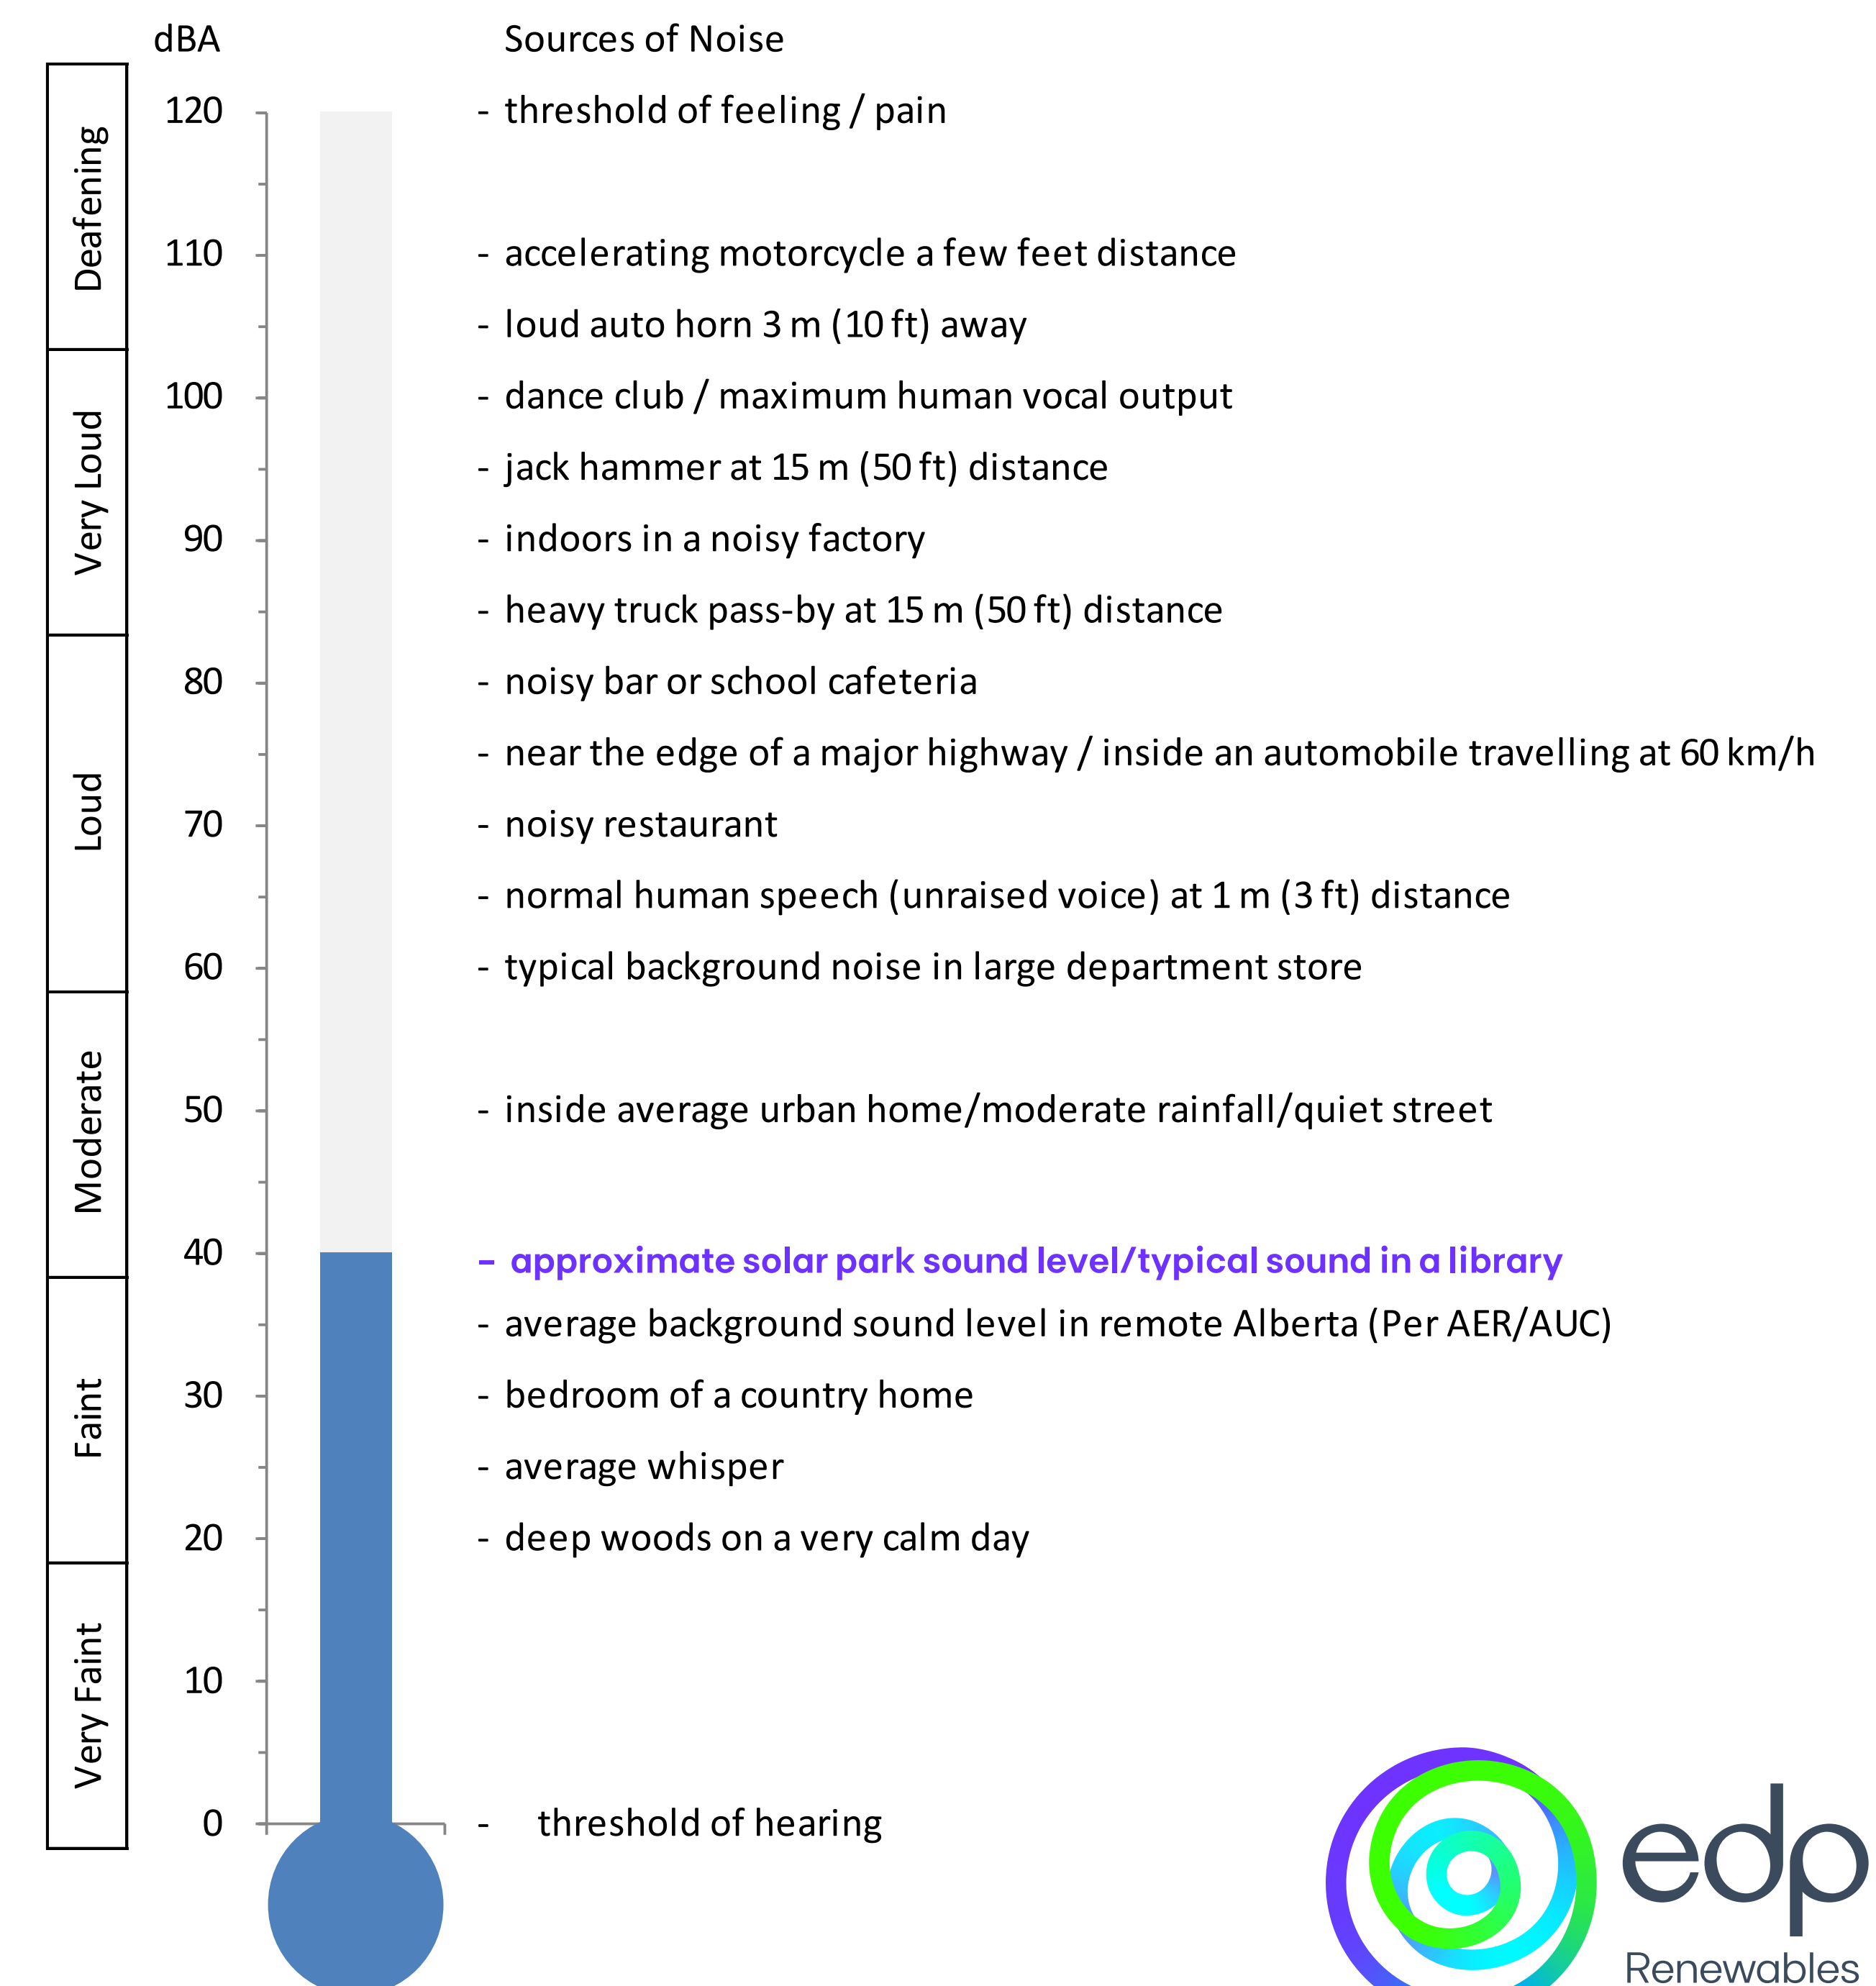 dBA Sources of Noise
Deafening
120 - threshold of feeling / pain
110 - accelerating motorcycle a few feet distance
- loud auto horn 3 m (10 ft) away
Very Loud
100 - dance club / maximum human vocal output
- jack hammer at 15 m (50 ft) distance
90 - indoors in a noisy factory
- heavy truck pass-by at 15 m (50 ft) distance
Loud
80 - noisy bar or school cafeteria
- near the edge of a major highway / inside an automobile travelling at 60 km/h
70 - noisy restaurant
- normal human speech (unraised voice) at 1 m (3 ft) distance
60 - typical background noise in large department store
Moderate
50 - inside average urban home/moderate rainfall/quiet street
40 - approximate solar park sound level/typical sound in a library
Faint
- average background sound level in remote Alberta (Per AER/AUC)
30 - bedroom of a country home
- average whisper
20 - deep woods on a very calm day
Very Faint
10
0 - threshold of hearing
edp
Renewables